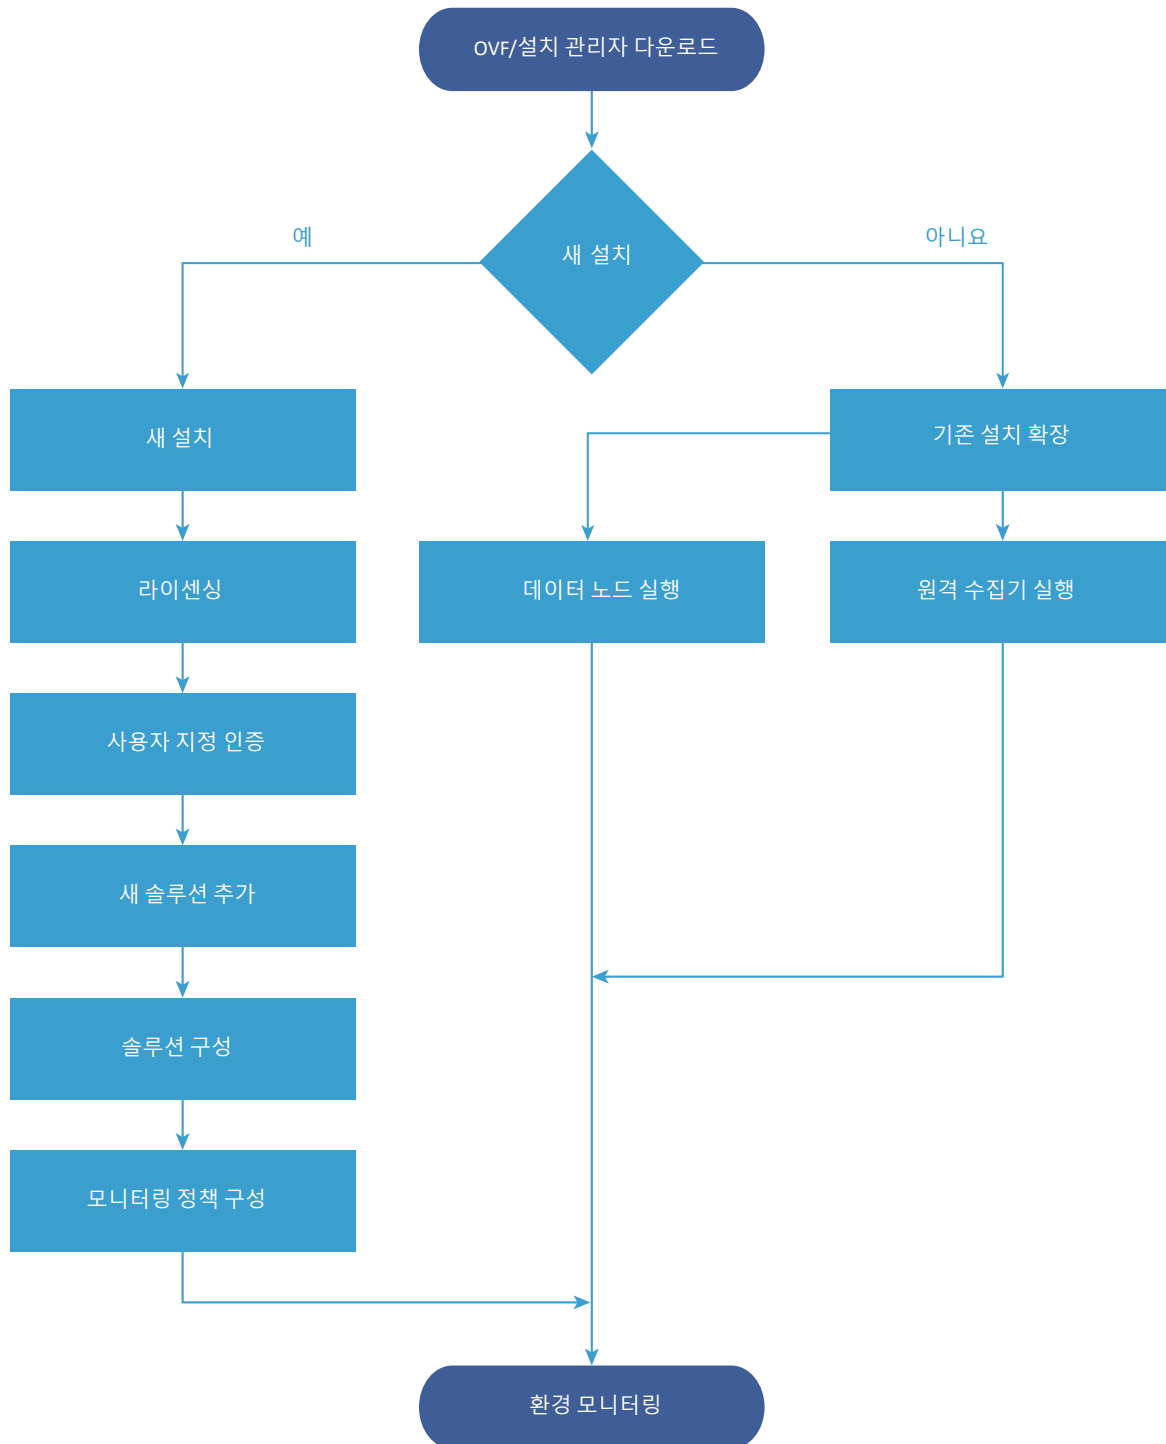 OVF/설치 관리자 다운로드
새 설치
예
아니요
새 설치
기존 설치 확장
라이센싱
데이터 노드 실행
원격 수집기 실행
사용자 지정 인증
새 솔루션 추가
솔루션 구성
모니터링 정책 구성
환경 모니터링